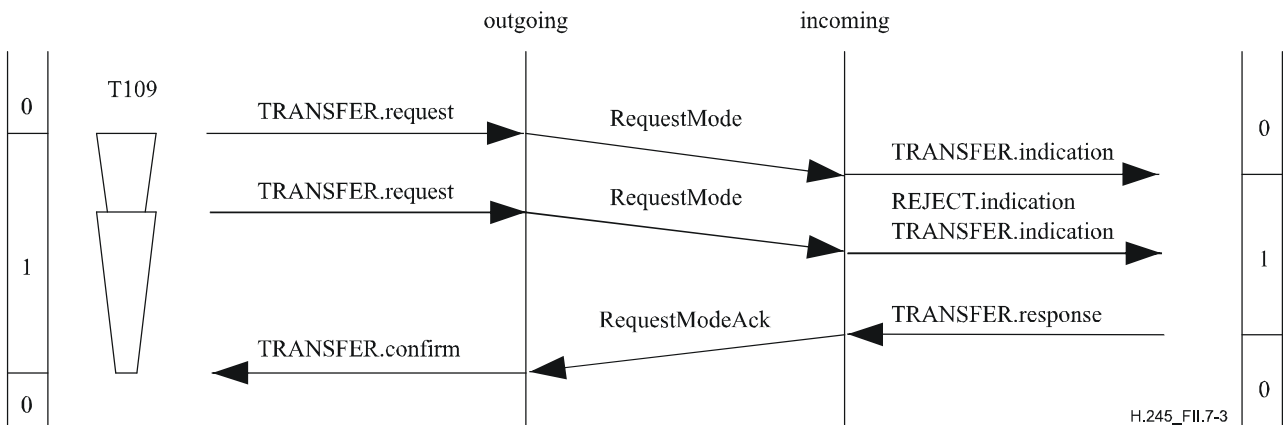 outgoing incoming
T109
0
TRANSFER.request
RequestMode
0
TRANSFER.indication
TRANSFER.request
RequestMode
REJECT.indication
TRANSFER.indication
1
1
RequestModeAck
TRANSFER.response
TRANSFER.confirm
0
0
H.245_FII.7-3